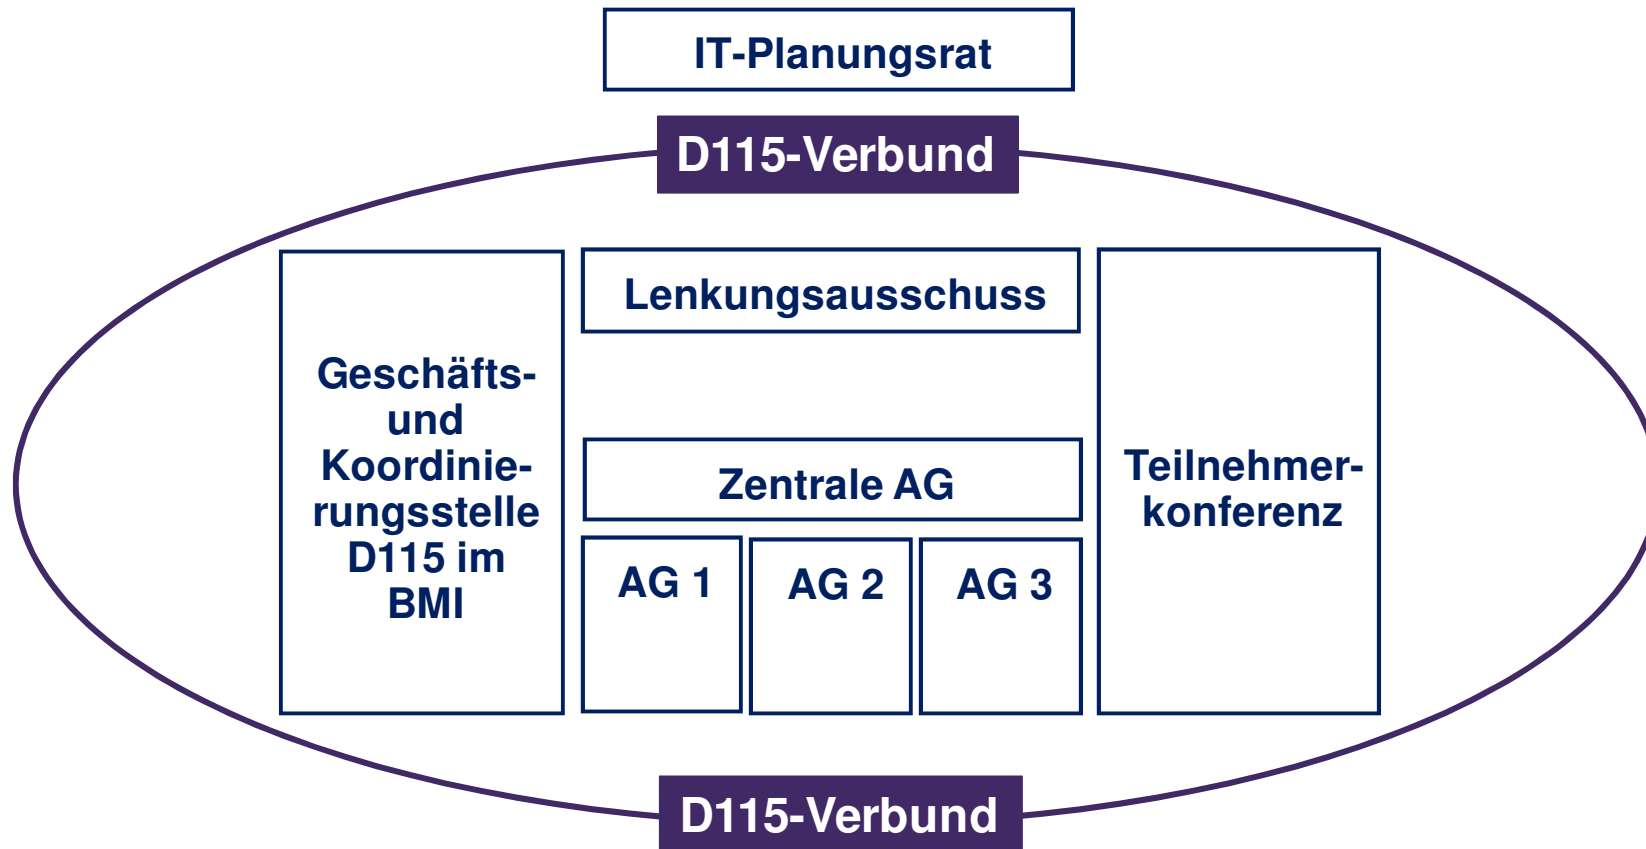 IT-Planungsrat
D115-Verbund
Geschäfts-
und
Koordinie-
rungsstelle
D115 im
BMI
Lenkungsausschuss
Zentrale AG
AG 1
AG 2
AG 3
Teilnehmer-
konferenz
D115-Verbund